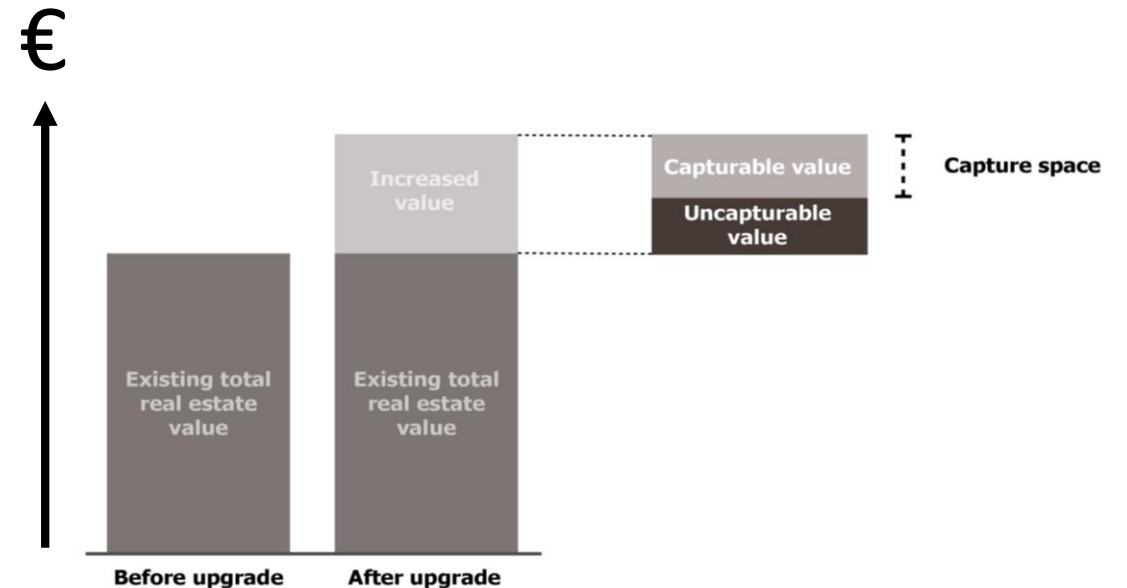 €
Increased
value
Capturable value
Capture space
Uncapturable
value
Existing total
real estate
value
Existing total
real estate
value
Before upgrade
After upgrade